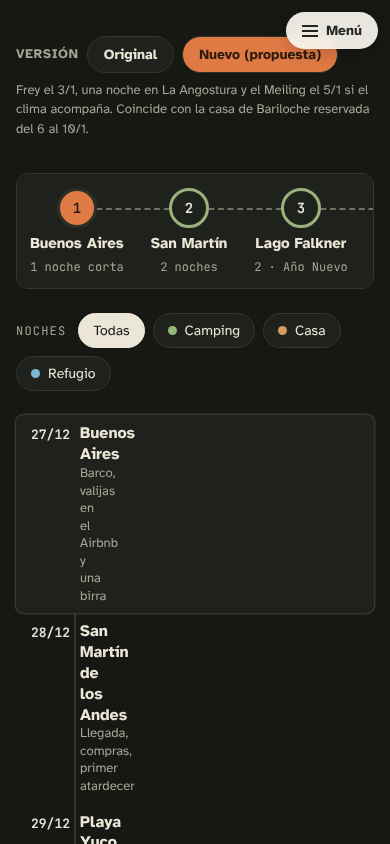 Menú
VERSIÓN
Original
Nuevo (propuesta)
Frey el 3/1, una noche en La Angostura y el Meiling el 5/1 si el
clima acompaña. Coincide con la casa de Bariloche reservada
del 6 al 10/1.
1
2
3
Buenos Aires
San Martín
Lago Falkner
1 noche corta
2 noches
2 · Año Nuevo
NOCHES
Todas
Camping
Casa
Refugio
27/12
Buenos
Aires
Barco,
valijas
en
el
Airbnb
y
una
birra
28/12
San
Martín
de
los
Andes
Llegada,
compras,
primer
atardecer
29/12
Playa
Yuco